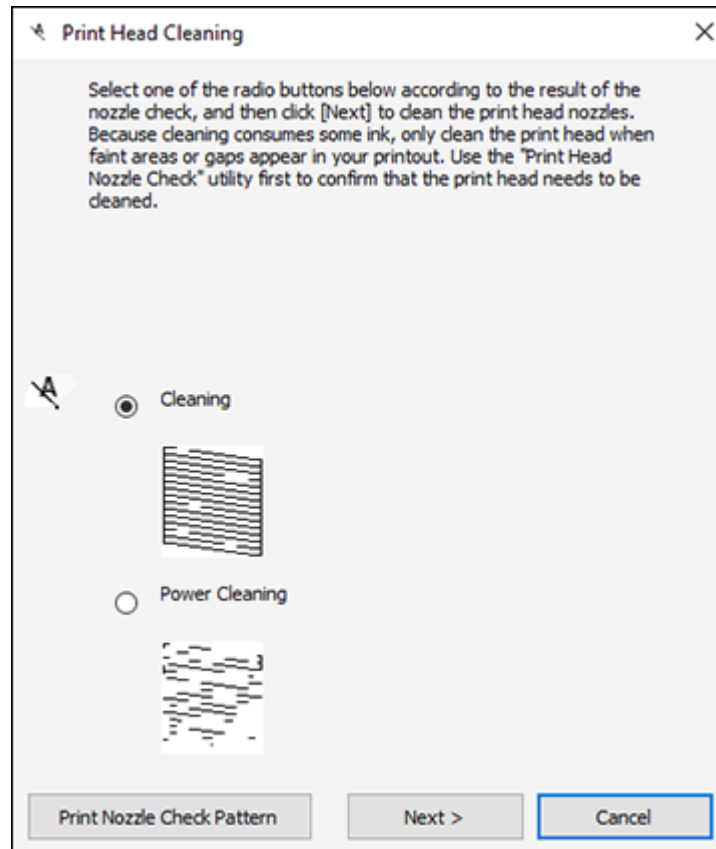 Print Head Cleaning
Select one of the radio buttons below according to the result of the
nozzle check, and then click [Next] to clean the print head nozzles.
Because cleaning consumes some ink, only clean the print head when
faint areas or gaps appear in your printout. Use the "Print Head
Nozzle Check" utility first to confirm that the print head needs to be
cleaned.
A
Cleaning
Power Cleaning
Print Nozzle Check Pattern
Next >
Cancel